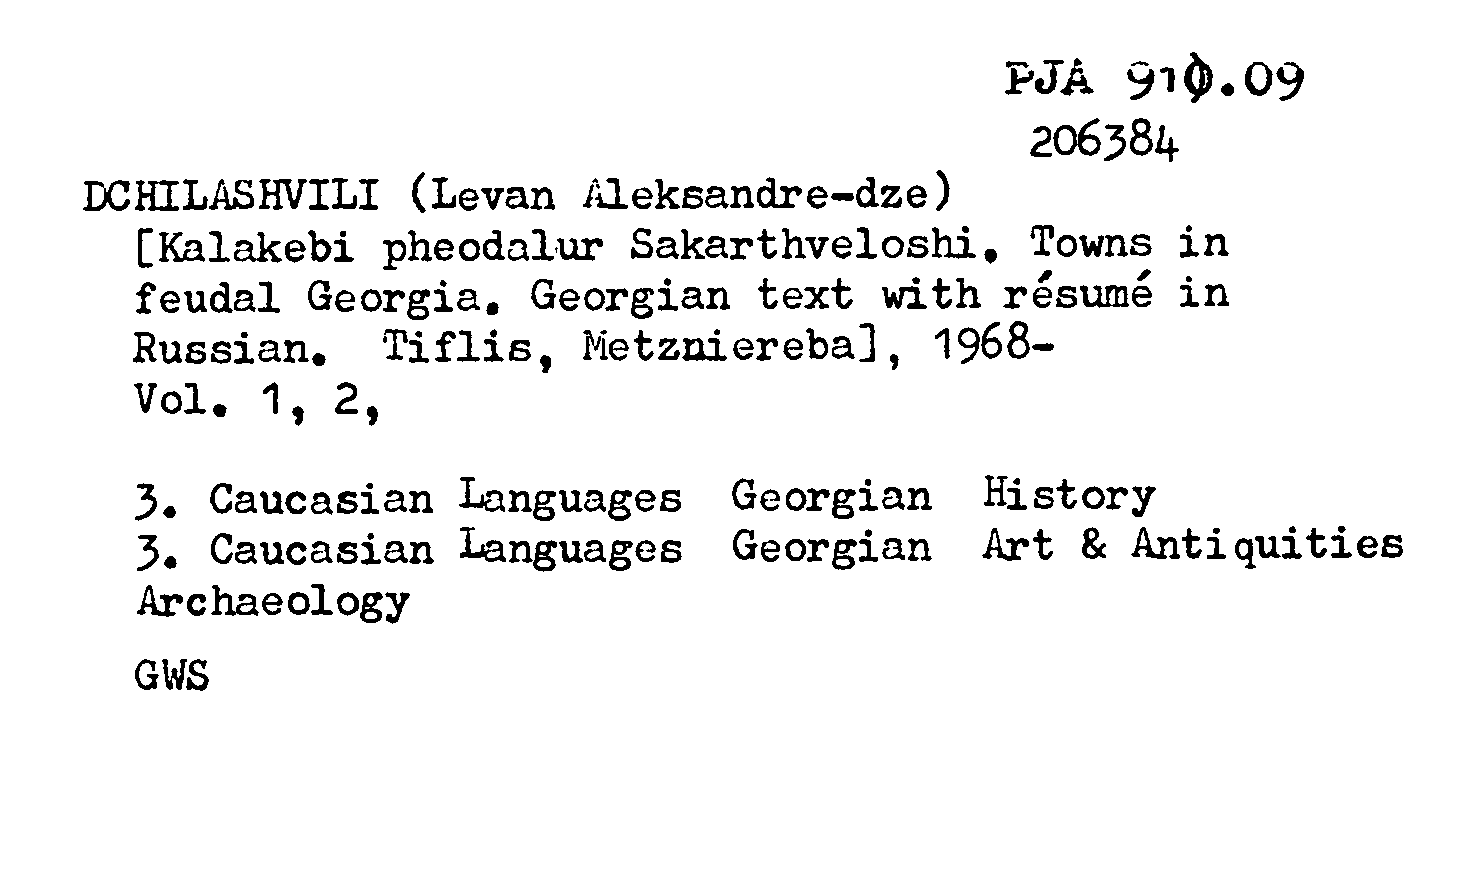 PJA 910.09
206384
DCHILASHVILI (Levan Aleksandre-dze)
[Kalakebi pheodalur Sakarthveloshi. Towns in
feudal Georgia. Georgian text with résumé in
Russian. Tiflis, Metzniereba], 1968-
Vol. 1, 2,
3. Caucasian Languages Georgian History
3. Caucasian Languages Georgian Art & Antiquities
Archaeology
GWS